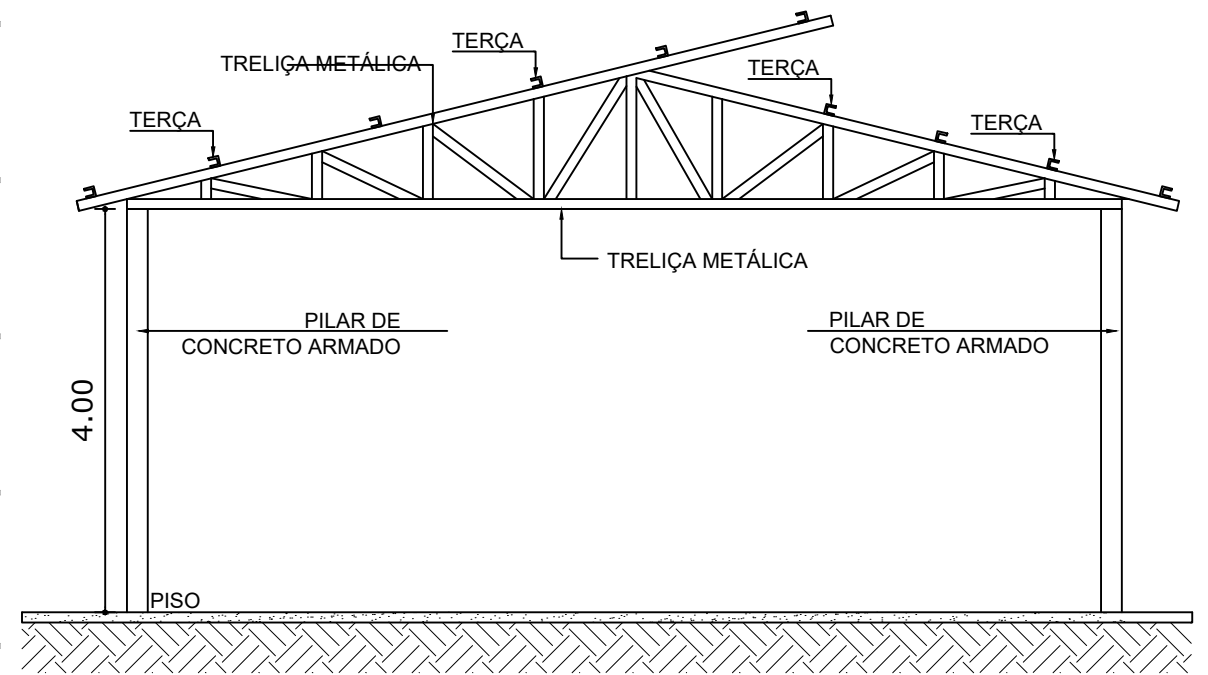 TERÇA
TRELIÇA METÁLICA
TERÇA
TERÇA
TERÇA
TRELIÇA METÁLICA
PILAR DE
CONCRETO ARMADO
PILAR DE
CONCRETO ARMADO
4.00
PISO